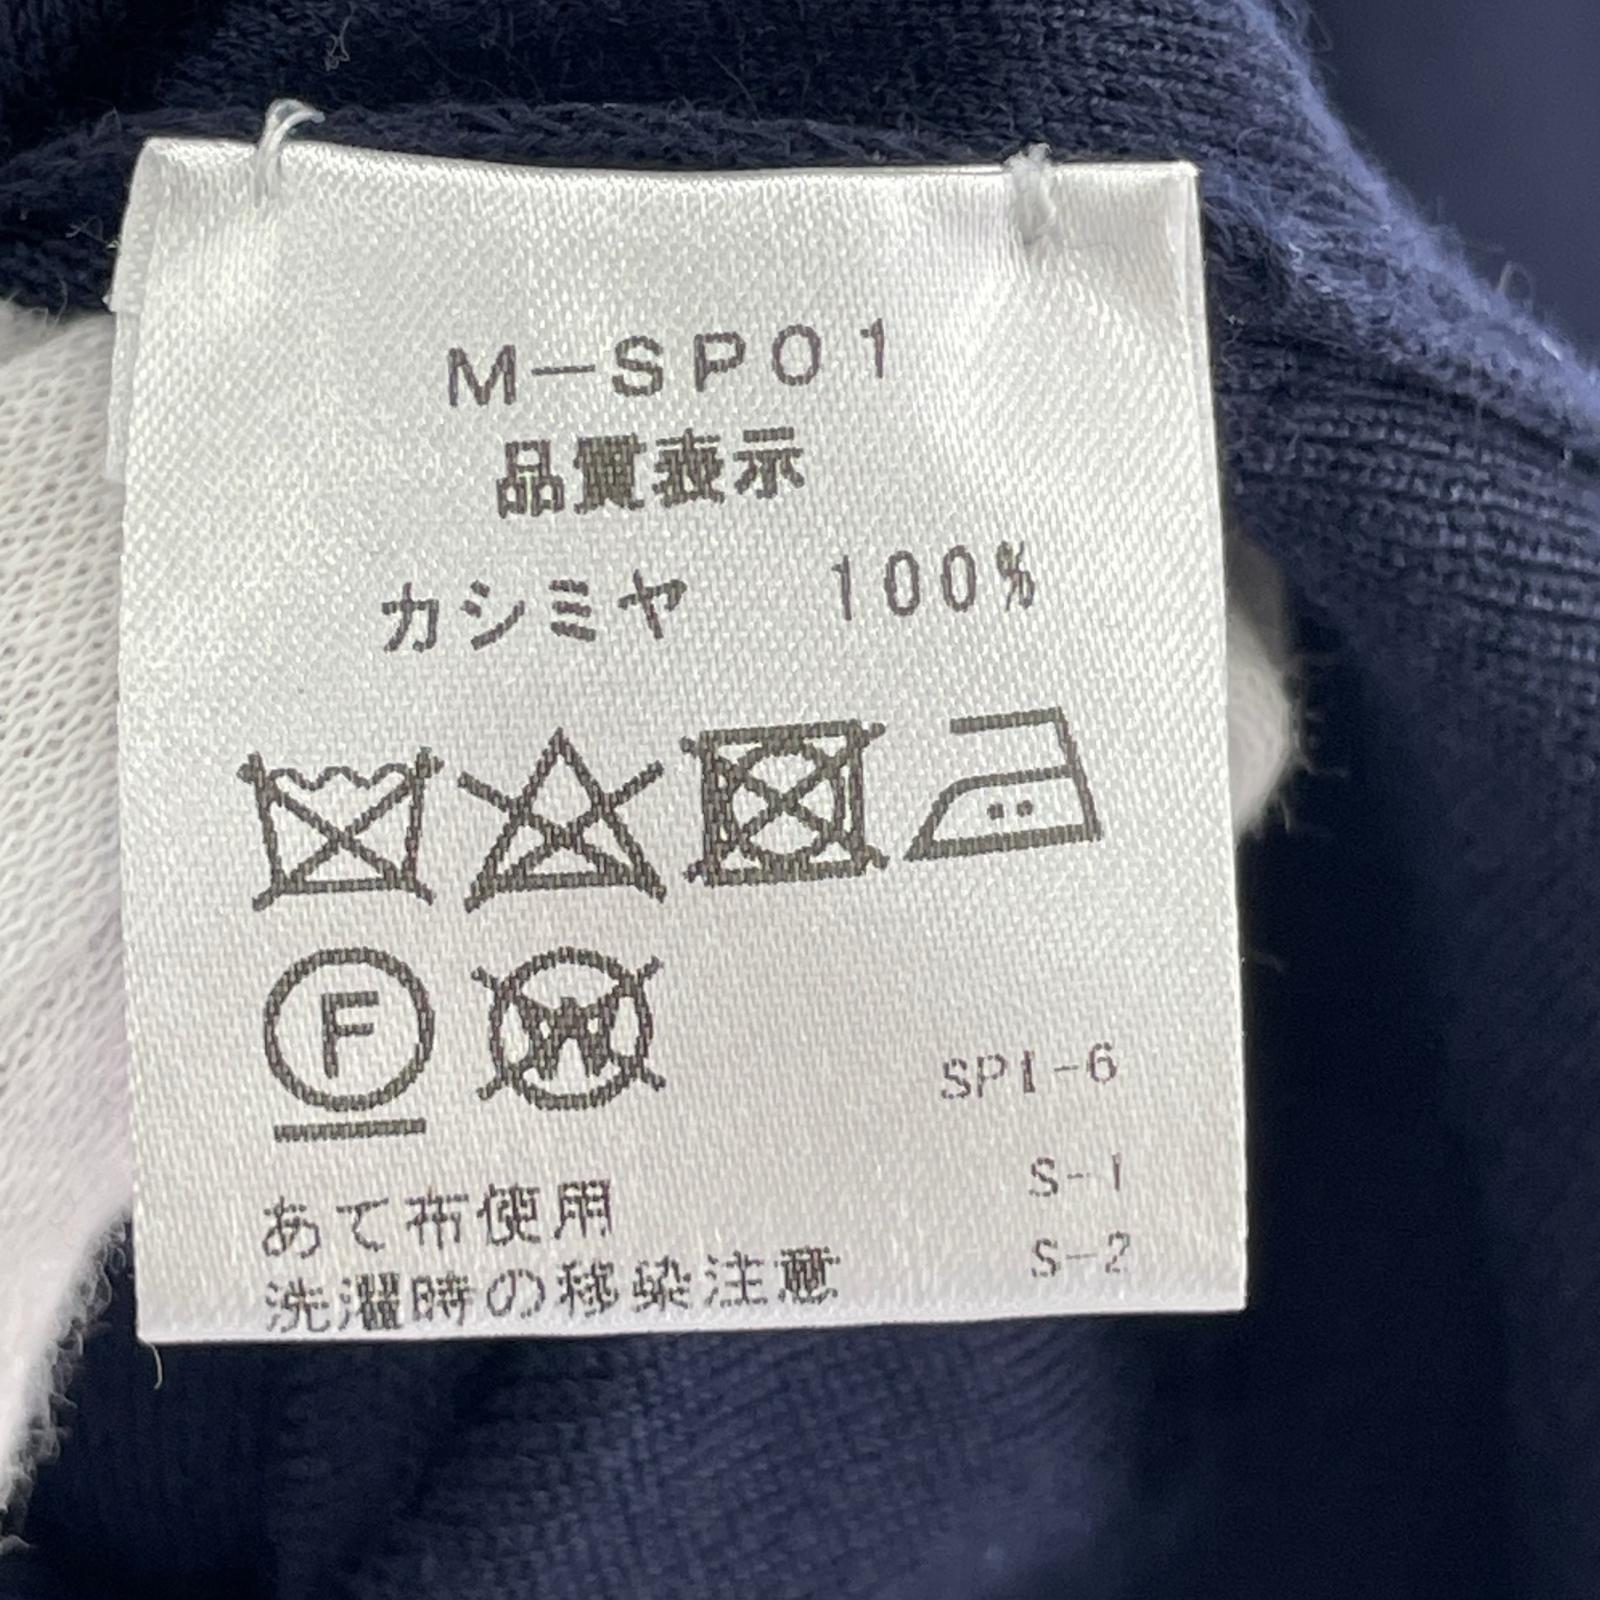 M-SP01
品質表示
カシミヤ 100%
F
W
SP1-6
S-1
S-2
あて布使用
洗濯時の移染注意